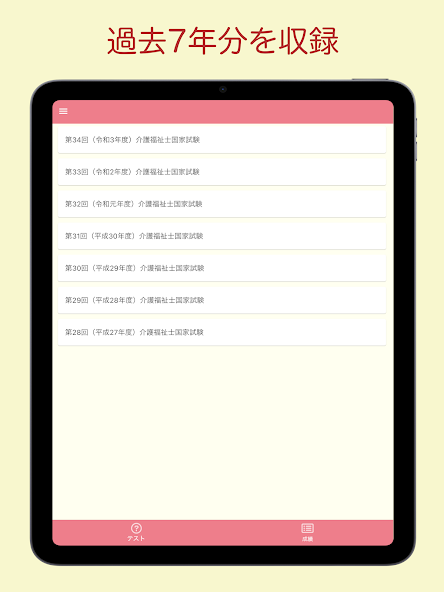 過去7年分を収録
第34回（令和3年度）介護福祉士国家試験
第33回（令和2年度）介護福祉士国家試験
第32回（令和元年度）介護福祉士国家試験
第31回（平成30年度）介護福祉士国家試験
第30回（平成29年度）介護福祉士国家試験
第29回（平成28年度）介護福祉士国家試験
第28回（平成27年度）介護福祉士国家試験
テスト
成績